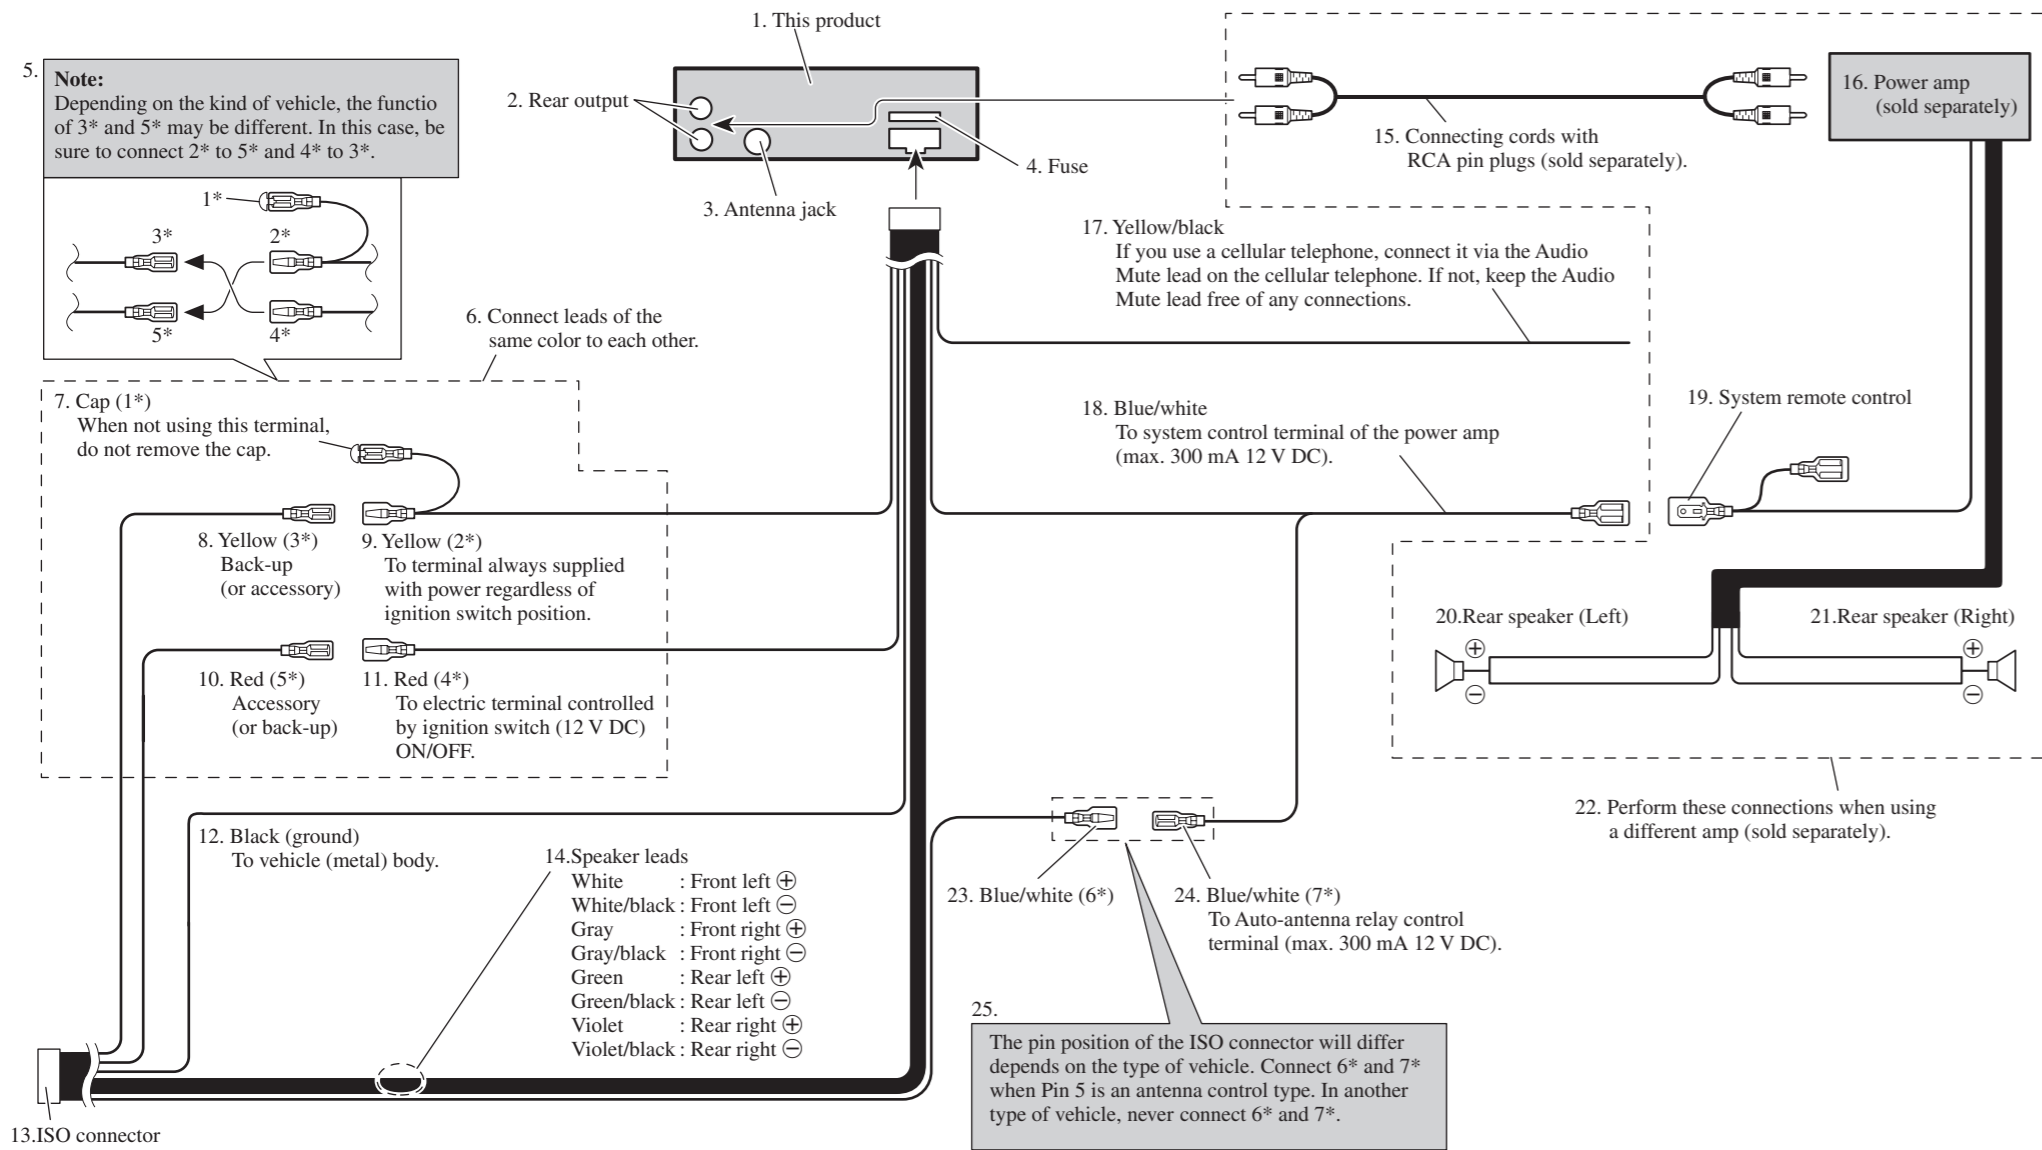 1. This product
2. Rear output
3. Antenna jack
4. Fuse
5.
Note:
Depending on the kind of vehicle, the functio
of 3* and 5* may be different. In this case, be
sure to connect 2* to 5* and 4* to 3*.
1*
3*
2*
5*
4*
6. Connect leads of the
same color to each other.
7. Cap (1*)
When not using this terminal,
do not remove the cap.
8. Yellow (3*)
Back-up
(or accessory)
9. Yellow (2*)
To terminal always supplied
with power regardless of
ignition switch position.
10. Red (5*)
Accessory
(or back-up)
11. Red (4*)
To electric terminal controlled
by ignition switch (12 V DC)
ON/OFF.
12. Black (ground)
To vehicle (metal) body.
13.ISO connector
14.Speaker leads
White : Front left ⊕
White/black : Front left ⊖
Gray : Front right ⊕
Gray/black : Front right ⊖
Green : Rear left ⊕
Green/black : Rear left ⊖
Violet : Rear right ⊕
Violet/black : Rear right ⊖
15. Connecting cords with
RCA pin plugs (sold separately).
16. Power amp
(sold separately)
17. Yellow/black
If you use a cellular telephone, connect it via the Audio
Mute lead on the cellular telephone. If not, keep the Audio
Mute lead free of any connections.
18. Blue/white
To system control terminal of the power amp
(max. 300 mA 12 V DC).
19. System remote control
20.Rear speaker (Left)
⊕
⊖
21.Rear speaker (Right)
⊕
⊖
22. Perform these connections when using
a different amp (sold separately).
23. Blue/white (6*)
24. Blue/white (7*)
To Auto-antenna relay control
terminal (max. 300 mA 12 V DC).
25.
The pin position of the ISO connector will differ
depends on the type of vehicle. Connect 6* and 7*
when Pin 5 is an antenna control type. In another
type of vehicle, never connect 6* and 7*.